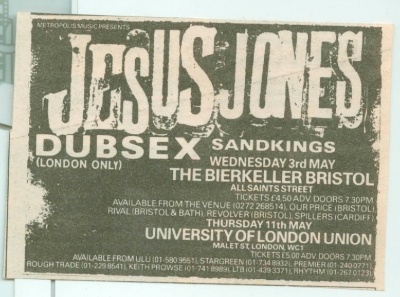 METROPOLIS MUSIC PRESENTS
JESUS JONES
DUBSEX SANDKINGS
(LONDON ONLY)
WEDNESDAY 3rd MAY
THE BIERKELLER BRISTOL
ALL SAINTS STREET
TICKETS £4.50 ADV DOORS 7.30PM
AVAILABLE FROM THE VENUE (0272 268514), OUR PRICE (BRISTOL)
RIVAL (BRISTOL & BATH), REVOLVER (BRISTOL), SPILLERS (CARDIFF)
THURSDAY 11th MAY
UNIVERSITY OF LONDON UNION
MALET ST, LONDON, WC1
TICKETS £5.00 ADV DOORS 7.30PM
AVAILABLE FROM ULU (01-580 9551), STARGREEN (01-734 8932), PREMIER (01-240 0771)
ROUGH TRADE (01-229 8541), KEITH PROWSE (01-741 8989), LTB (01-439 3371), RHYTHM (01-267 0123)